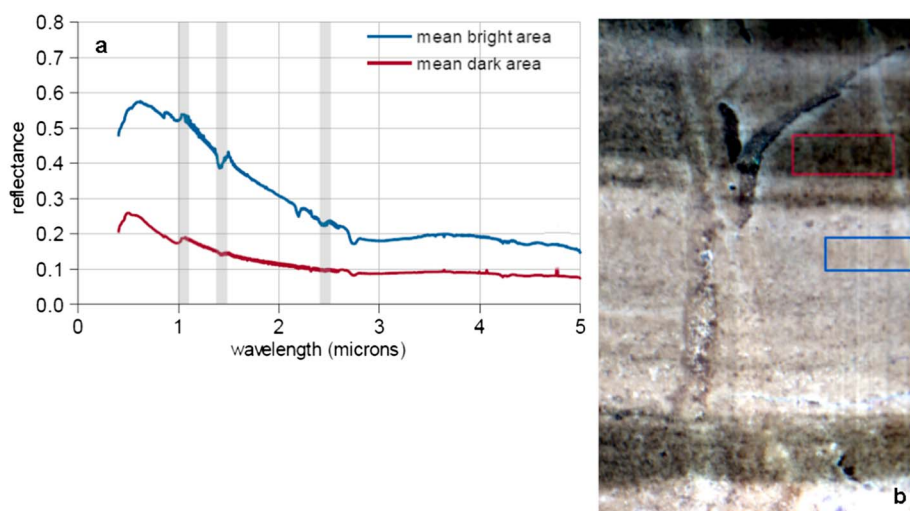 a
mean bright area
mean dark area
0.8
0.7
0.6
0.5
0.4
0.3
0.2
0.1
0.0
reflectance
0 1 2 3 4 5
wavelength (microns)
b